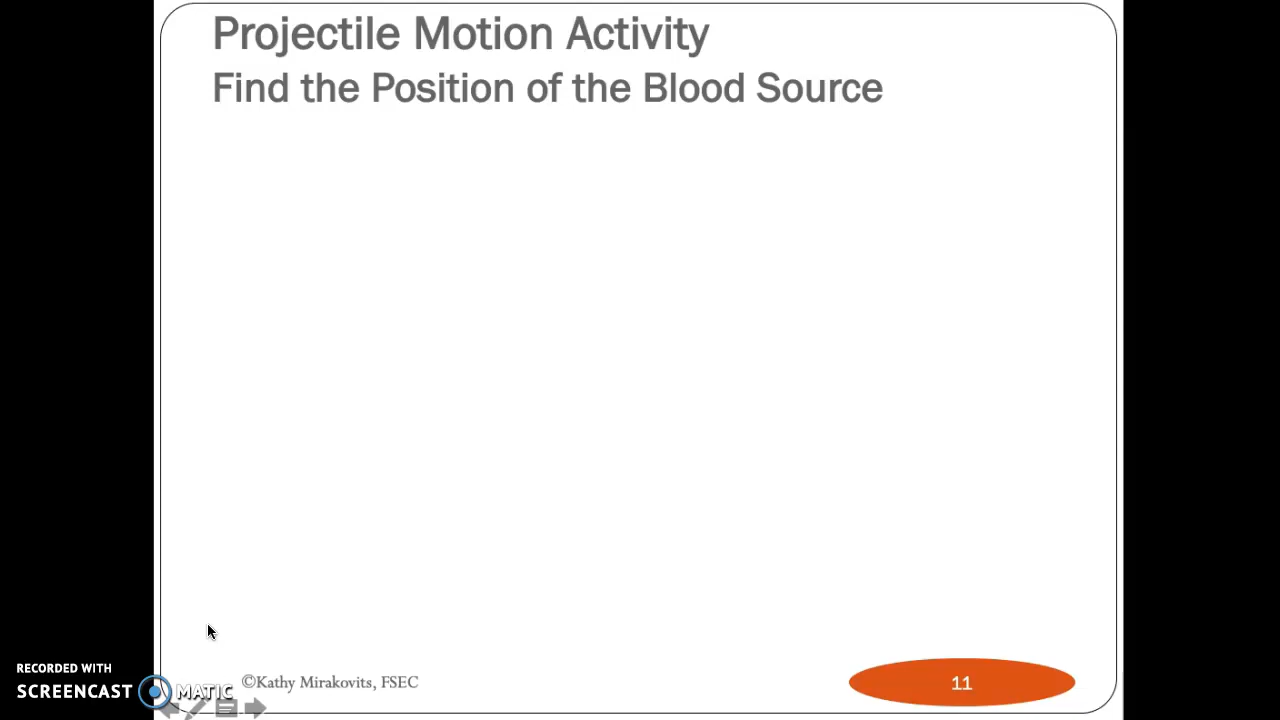 Projectile Motion Activity
Find the Position of the Blood Source
RECORDED WITH
SCREENCAST MATIC
©Kathy Mirakovits, FSEC
11